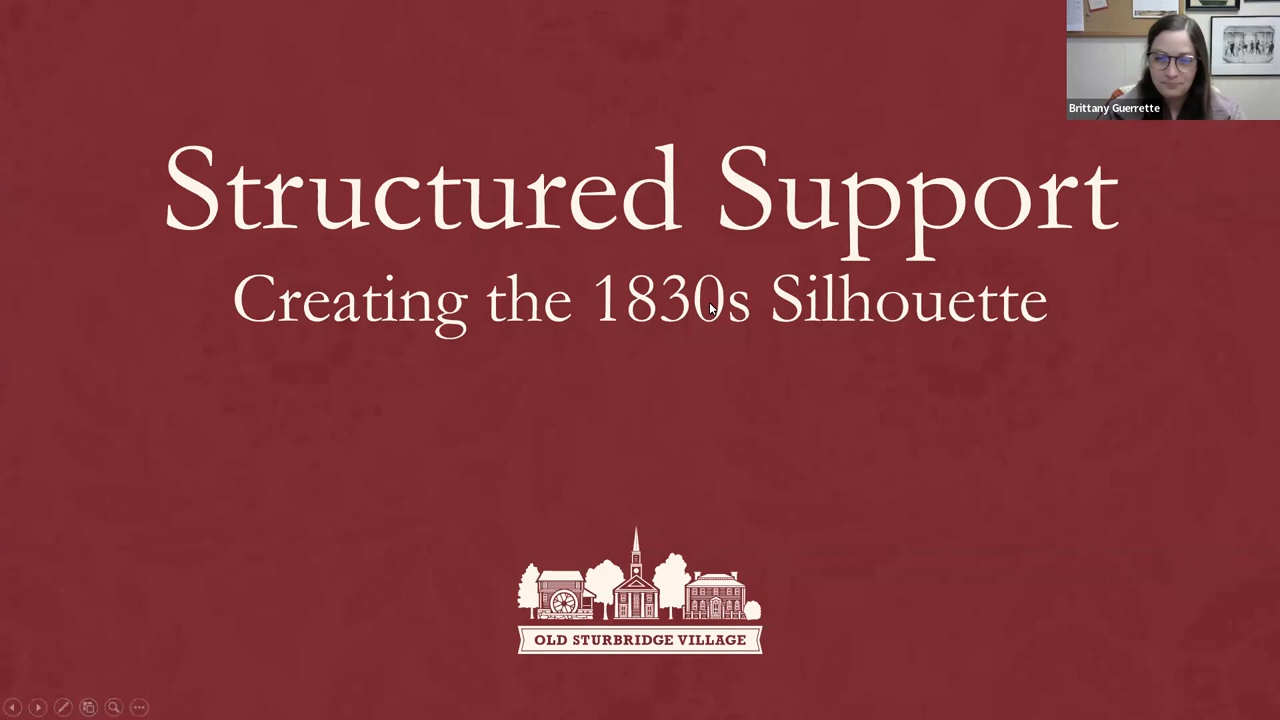 Brittany Guerrette
Structured Support
Creating the 1830s Silhouette
OLD STURBRIDGE VILLAGE